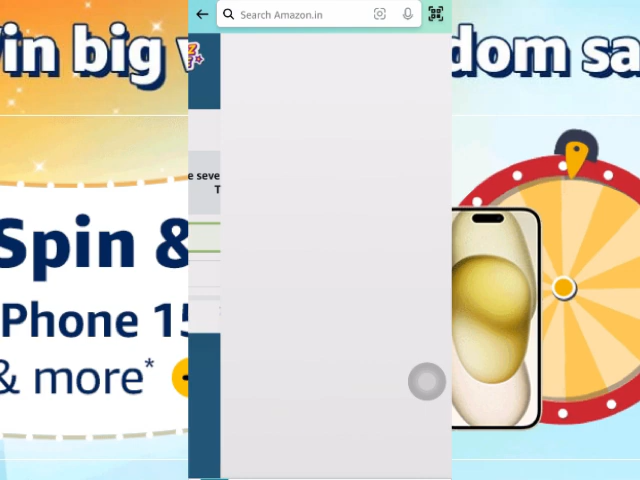 in big
dom sa
Search Amazon.in
e seve
T
Spin &
Phone 15
& more*